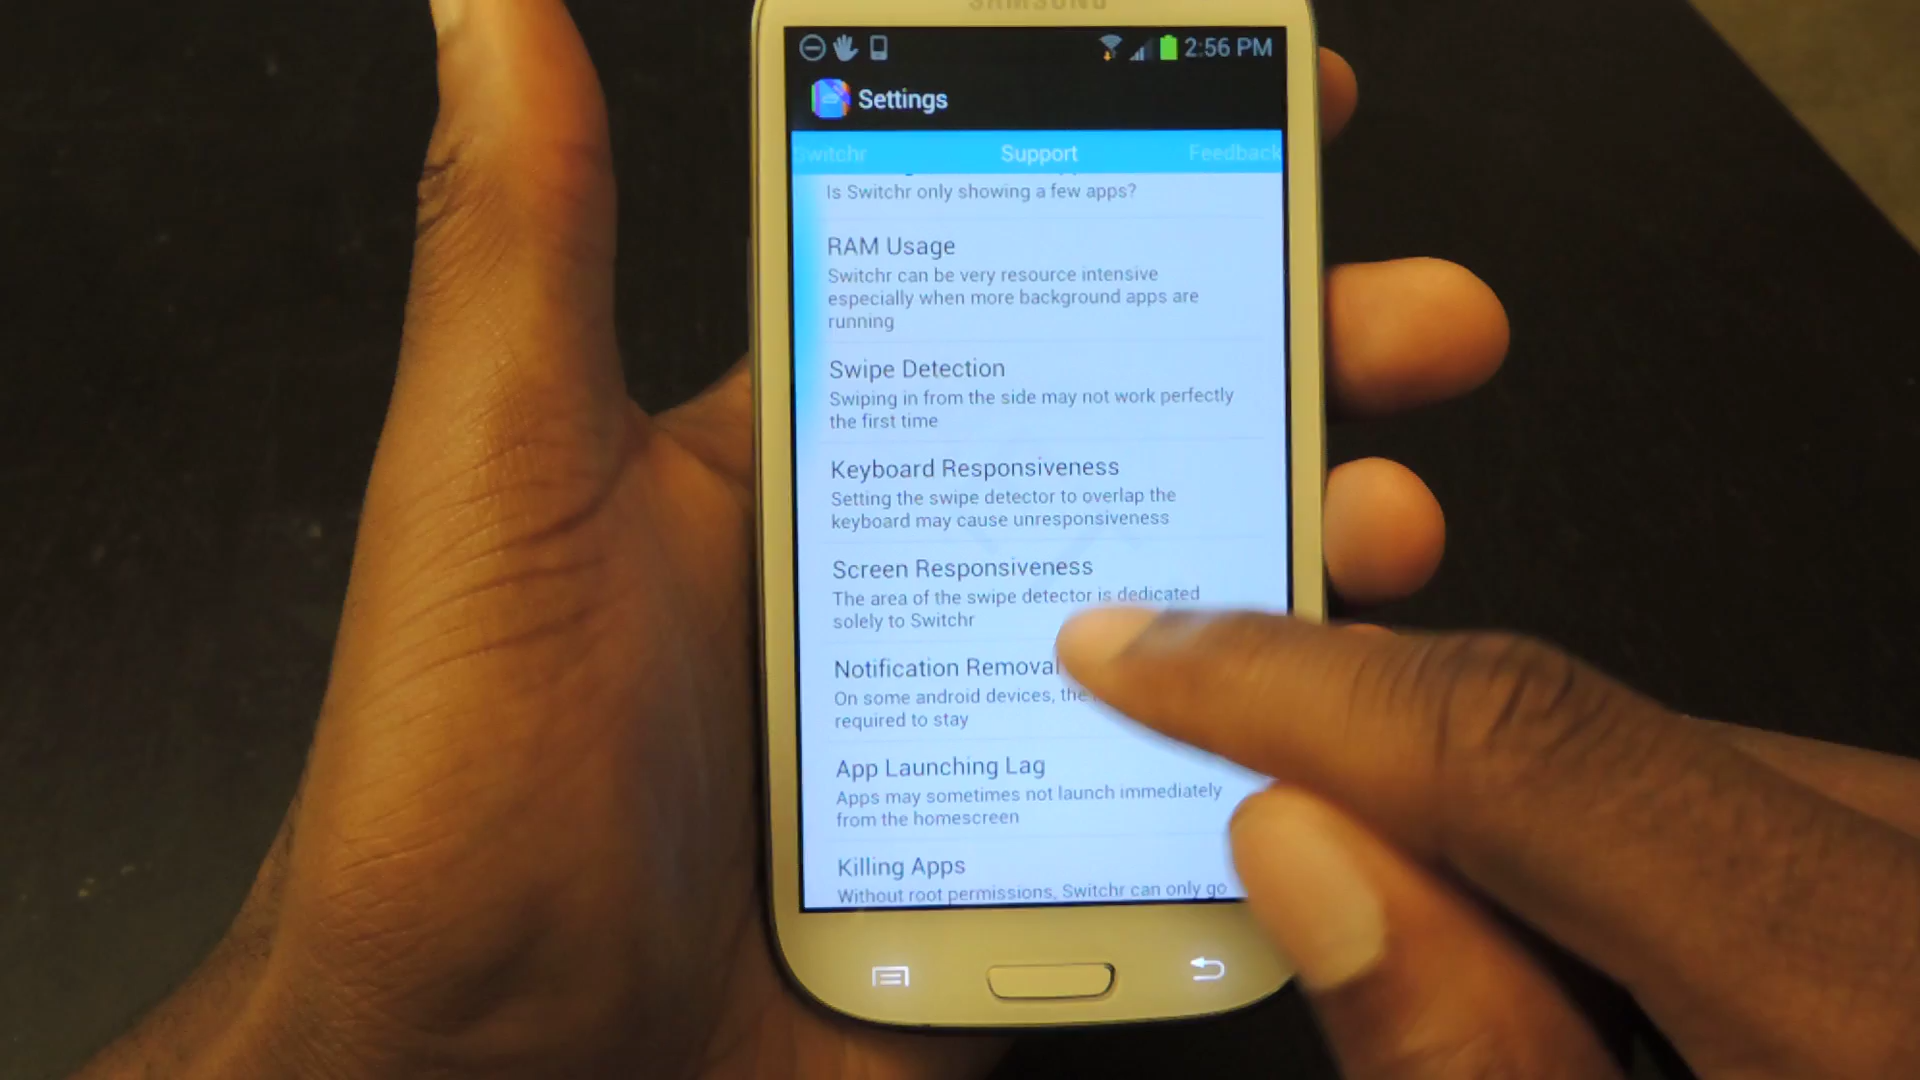 SAMSUNG
2:56 PM
Settings
Switchr Support Feedback
Is Switchr only showing a few apps?
RAM Usage
Switchr can be very resource intensive
especially when more background apps are
running
Swipe Detection
Swiping in from the side may not work perfectly
the first time
Keyboard Responsiveness
Setting the swipe detector to overlap the
keyboard may cause unresponsiveness
Screen Responsiveness
The area of the swipe detector is dedicated
solely to Switchr
Notification Removal
On some android devices, the
required to stay
App Launching Lag
Apps may sometimes not launch immediately
from the homescreen
Killing Apps
Without root permissions, Switchr can only go